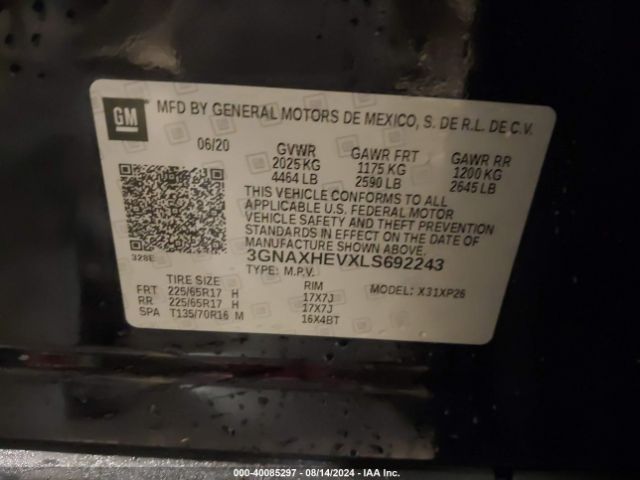 GM
MFD BY GENERAL MOTORS DE MEXICO, S. DE R.L. DE C.V.
06/20 GVWR GAWR FRT GAWR RR
2025 KG 1175 KG 1200 KG
4464 LB 2590 LB 2645 LB
THIS VEHICLE CONFORMS TO ALL
APPLICABLE U.S. FEDERAL MOTOR
VEHICLE SAFETY AND THEFT PREVENTION
STANDARDS IN EFFECT ON THE DATE OF
MANUFACTURE SHOWN ABOVE.
328E 3GNAXHEVXLS692243
TYPE: M.P.V.
TIRE SIZE RIM MODEL: X31XP26
FRT 225/65R17 H 17X7J
RR 225/65R17 H 17X7J
SPA T135/70R16 M 16X4BT
000-40085297 - 08/14/2024 - IAA Inc.